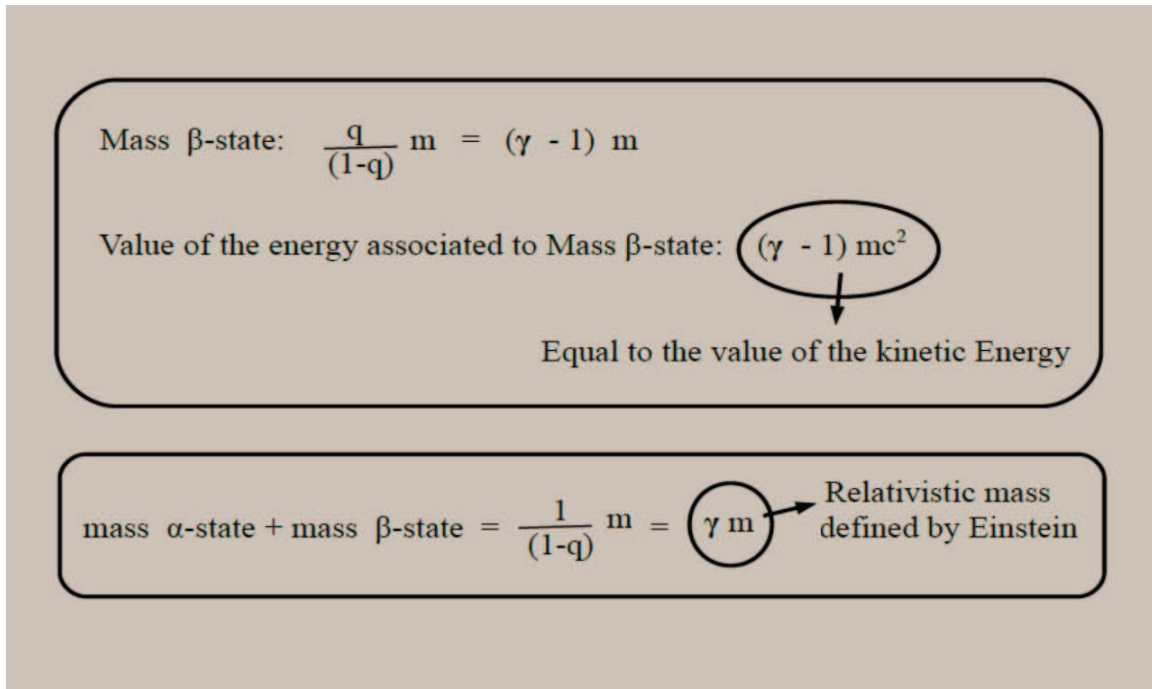 Mass β-state: q/(1-q) m = (γ - 1) m
Value of the energy associated to Mass β-state: (γ - 1) mc²
Equal to the value of the kinetic Energy
mass α-state + mass β-state = 1/(1-q) m = γ m
Relativistic mass
defined by Einstein